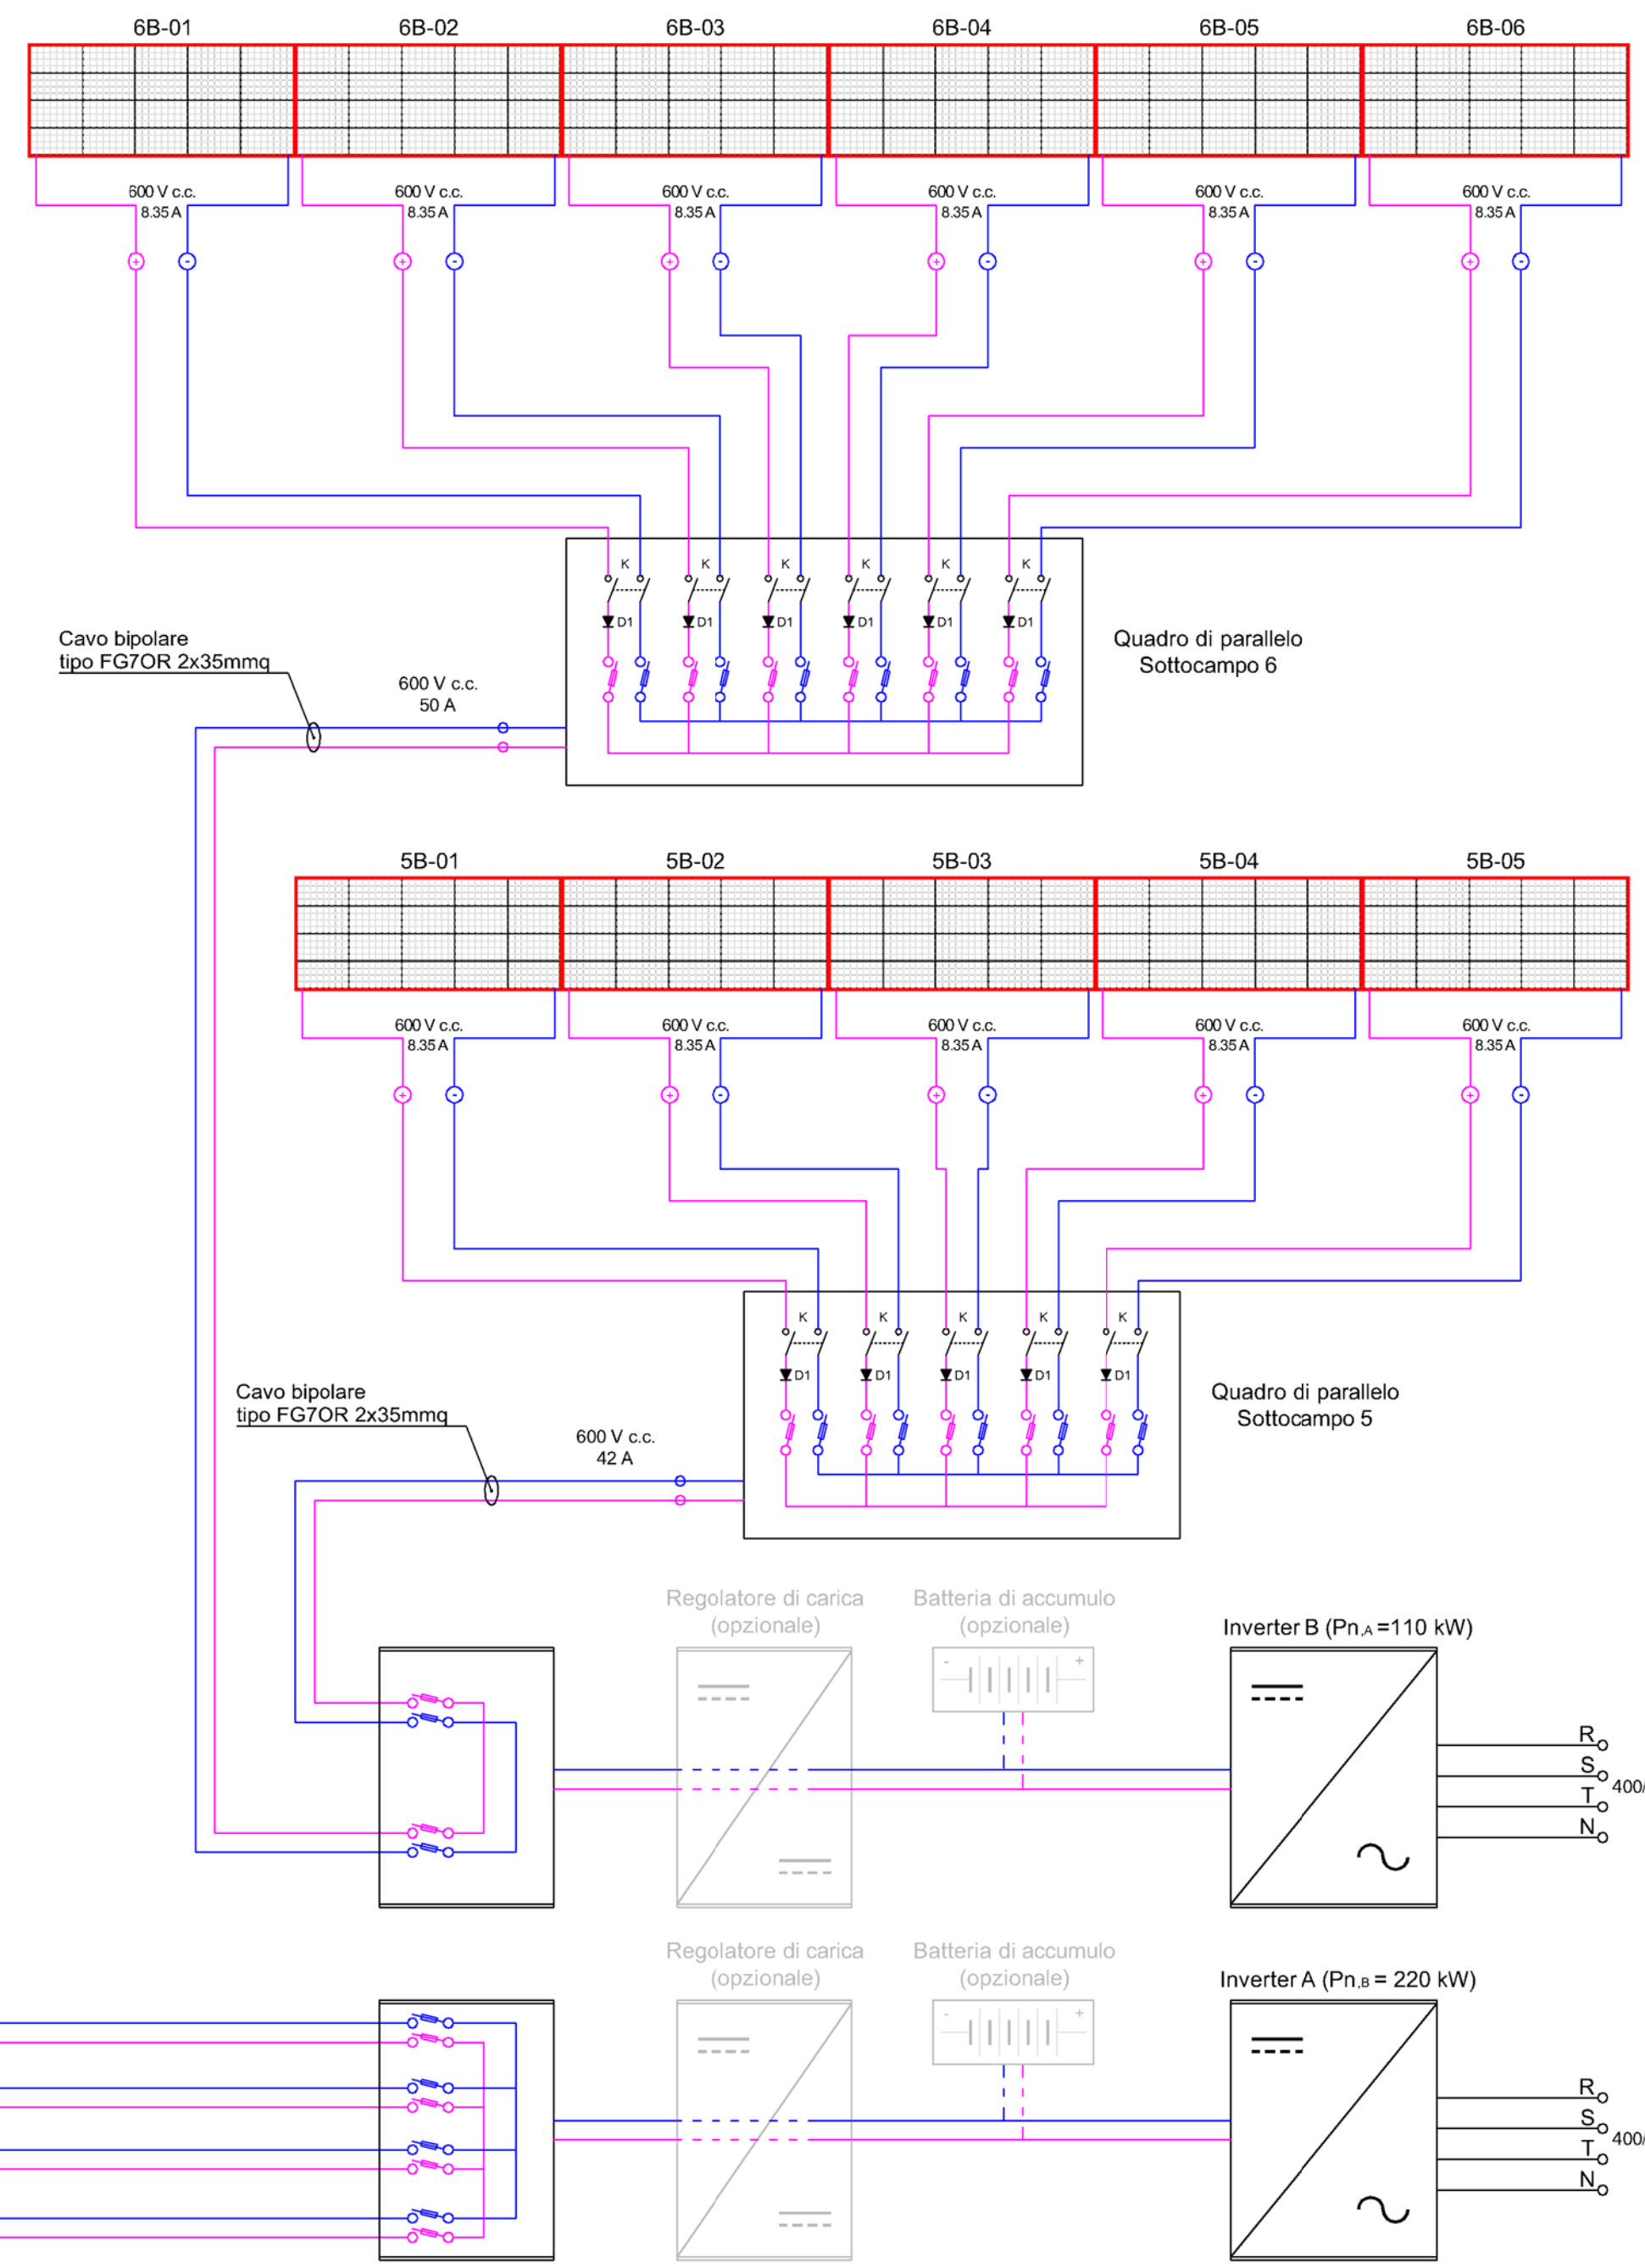 6B-01 6B-02 6B-03 6B-04 6B-05 6B-06
600 V c.c. 600 V c.c. 600 V c.c. 600 V c.c. 600 V c.c. 600 V c.c.
8.35 A 8.35 A 8.35 A 8.35 A 8.35 A 8.35 A
+ - + - + - + - + - + -
K K K K K K
D1 D1 D1 D1 D1 D1
Quadro di parallelo
Sottocampo 6
Cavo bipolare
tipo FG7OR 2x35mmq
600 V c.c.
50 A
5B-01 5B-02 5B-03 5B-04 5B-05
600 V c.c. 600 V c.c. 600 V c.c. 600 V c.c. 600 V c.c.
8.35 A 8.35 A 8.35 A 8.35 A 8.35 A
+ - + - + - + - + -
K K K K K
D1 D1 D1 D1 D1
Quadro di parallelo
Sottocampo 5
Cavo bipolare
tipo FG7OR 2x35mmq
600 V c.c.
42 A
Regolatore di carica
(opzionale)
Batteria di accumulo
(opzionale)
- +
Inverter B (Pn,A =110 kW)
R
S
T
N
400/
Regolatore di carica
(opzionale)
Batteria di accumulo
(opzionale)
- +
Inverter A (Pn,B = 220 kW)
R
S
T
N
400/